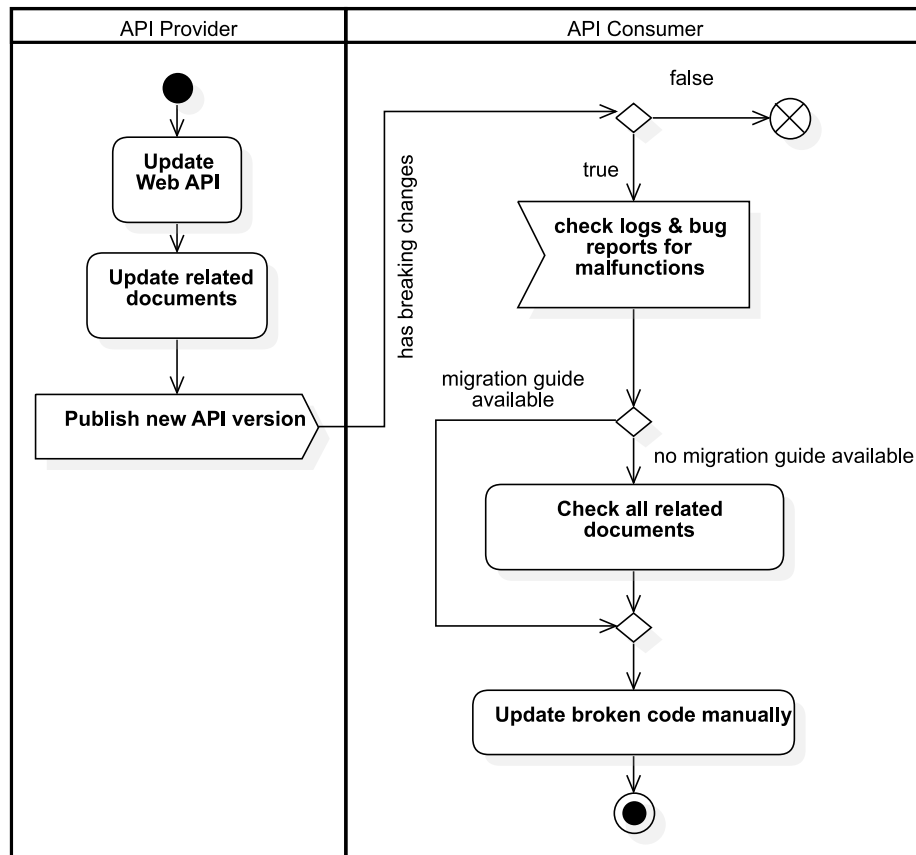 API Provider
API Consumer
Update
Web API
Update related
documents
Publish new API version
has breaking changes
false
true
check logs & bug
reports for
malfunctions
migration guide
available
no migration guide available
Check all related
documents
Update broken code manually